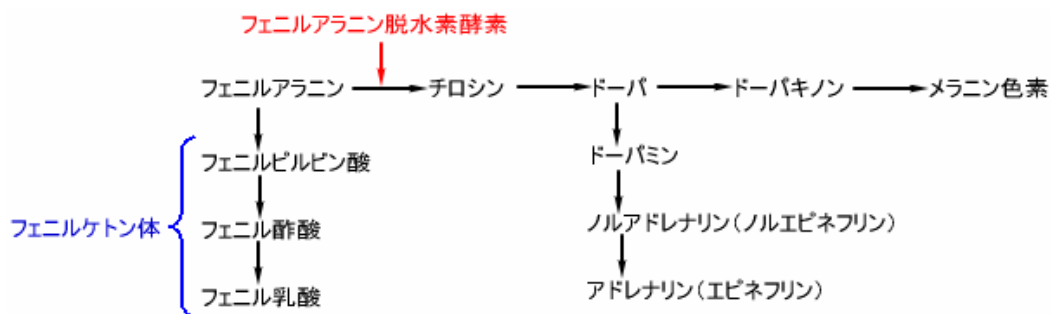 フェニルアラニン脱水素酵素
フェニルアラニン チロシン ドーパ ドーパキノン メラニン色素
フェニルピルビン酸 ドーパミン
フェニルケトン体 フェニル酢酸 ノルアドレナリン(ノルエピネフリン)
フェニル乳酸 アドレナリン(エピネフリン)